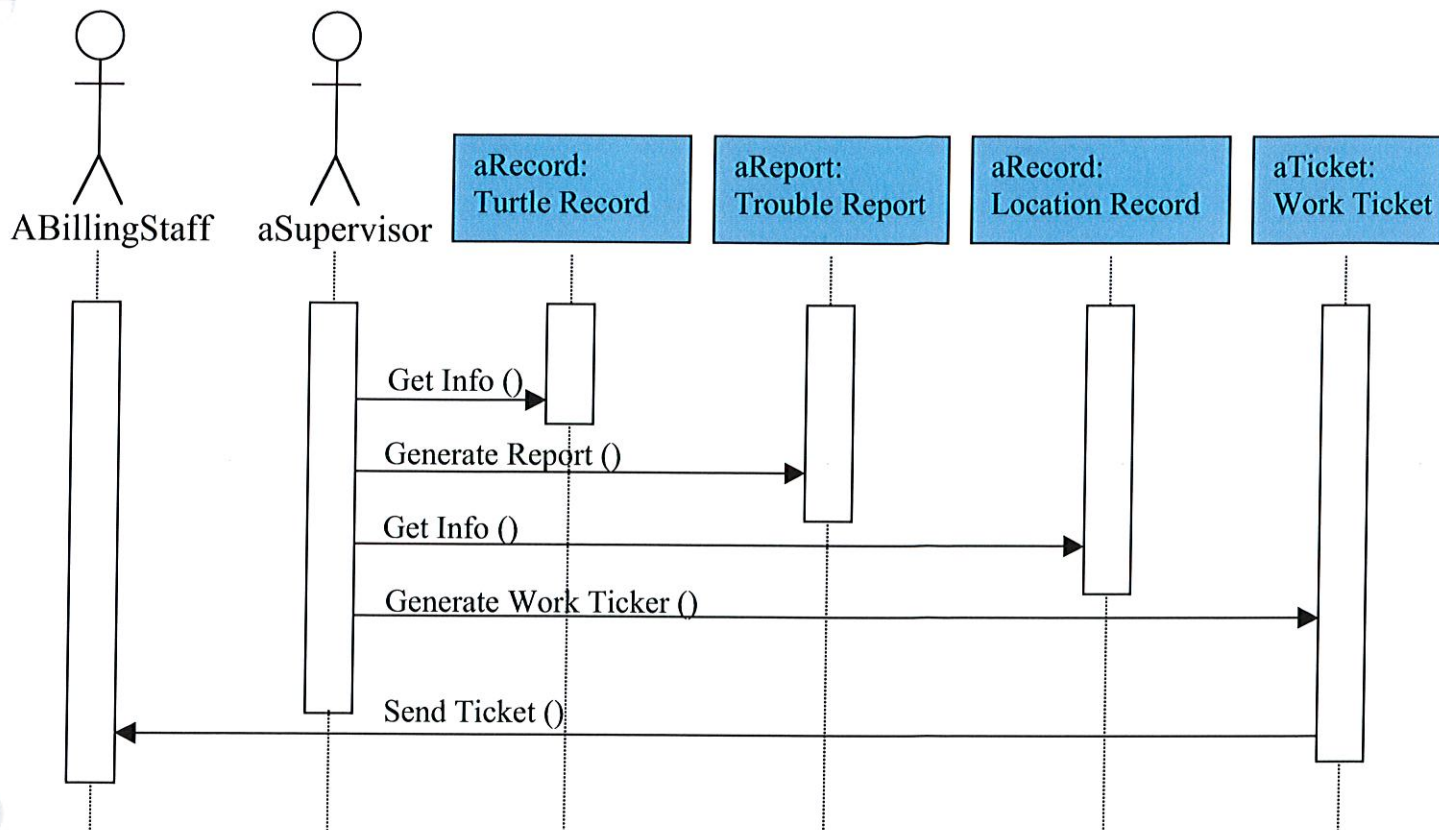 ABillingStaff
aSupervisor
aRecord:
Turtle Record
aReport:
Trouble Report
aRecord:
Location Record
aTicket:
Work Ticket
Get Info ()
Generate Report ()
Get Info ()
Generate Work Ticker ()
Send Ticket ()